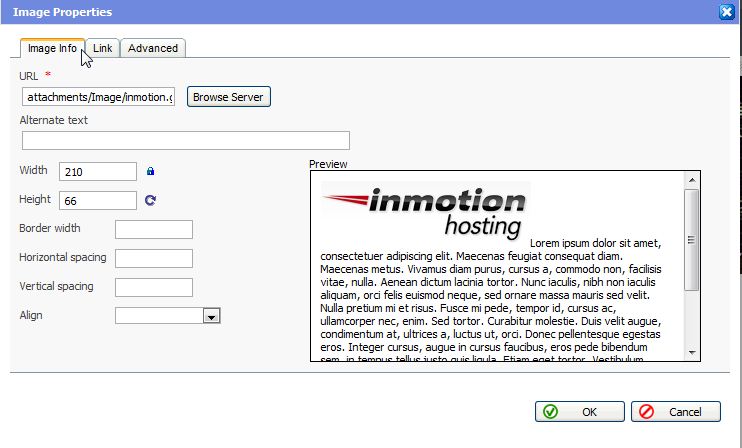 Image Properties
Image Info
Link
Advanced
URL *
attachments/Image/inmotion.g
Browse Server
Alternate text
Width 210
Height 66
Border width
Horizontal spacing
Vertical spacing
Align
Preview
inmotion
hosting
Lorem ipsum dolor sit amet,
consectetuer adipiscing elit. Maecenas feugiat consequat diam.
Maecenas metus. Vivamus diam purus, cursus a, commodo non, facilisis
vitae, nulla. Aenean dictum lacinia tortor. Nunc iaculis, nibh non iaculis
aliquam, orci felis euismod neque, sed ornare massa mauris sed velit.
Nulla pretium mi et risus. Fusce mi pede, tempor id, cursus ac,
ullamcorper nec, enim. Sed tortor. Curabitur molestie. Duis velit augue,
condimentum at, ultrices a, luctus ut, orci. Donec pellentesque egestas
eros. Integer cursus, augue in cursus faucibus, eros pede bibendum
sem, in tempus tellus justo quis ligula. Etiam eget tortor. Vestibulum
OK
Cancel